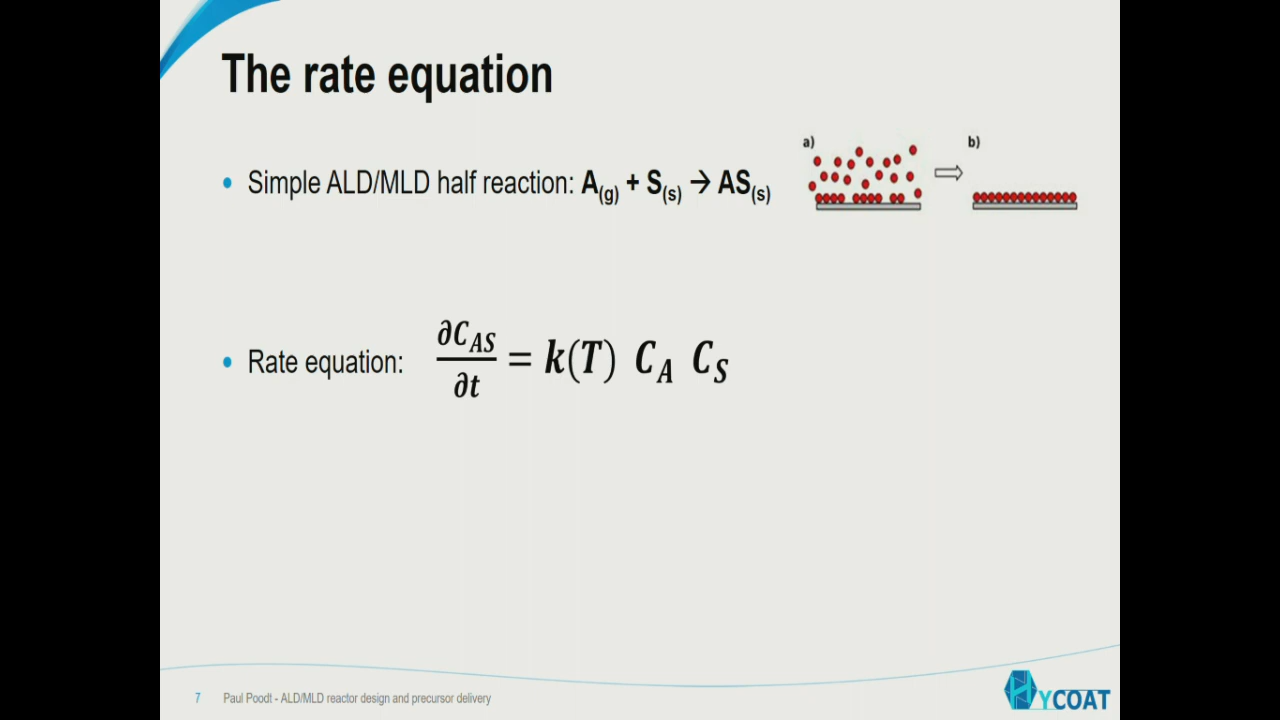 The rate equation
• Simple ALD/MLD half reaction: A(g) + S(s) → AS(s)
a)
b)
• Rate equation: ∂C_AS/∂t = k(T) C_A C_S
7 Paul Poodt - ALD/MLD reactor design and precursor delivery
HYCOAT